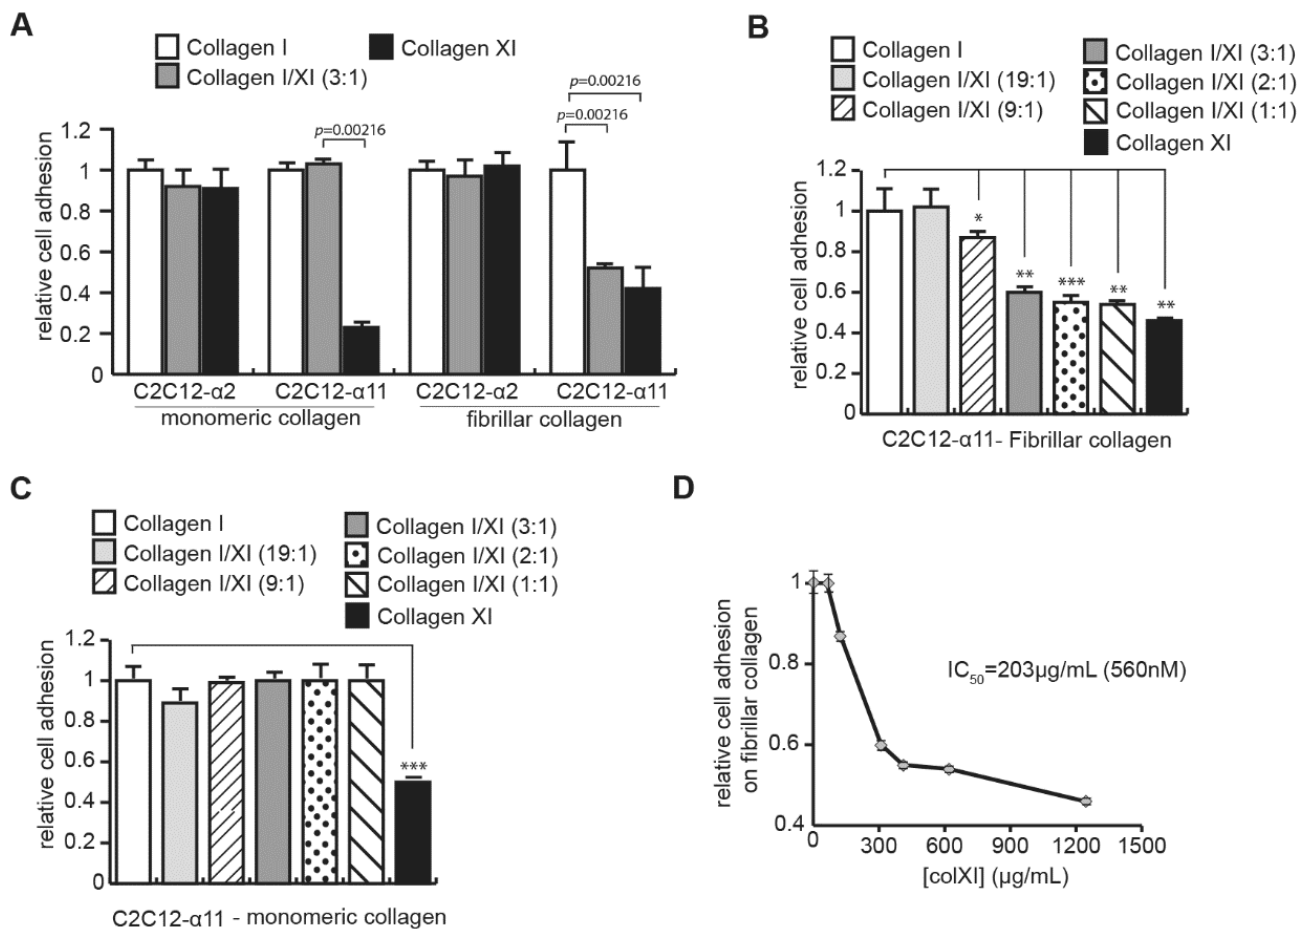 A
Collagen I
Collagen XI
Collagen I/XI (3:1)
p=0.00216
p=0.00216
p=0.00216
relative cell adhesion
1.2
1
0.8
0.6
0.4
0.2
0
C2C12-α2
C2C12-α11
C2C12-α2
C2C12-α11
monomeric collagen
fibrillar collagen
B
Collagen I
Collagen I/XI (19:1)
Collagen I/XI (9:1)
Collagen I/XI (3:1)
Collagen I/XI (2:1)
Collagen I/XI (1:1)
Collagen XI
relative cell adhesion
1.2
1
0.8
0.6
0.4
0.2
0
*
**
***
**
**
C2C12-α11- Fibrillar collagen
C
Collagen I
Collagen I/XI (19:1)
Collagen I/XI (9:1)
Collagen I/XI (3:1)
Collagen I/XI (2:1)
Collagen I/XI (1:1)
Collagen XI
relative cell adhesion
1.2
1
0.8
0.6
0.4
0.2
0
***
C2C12-α11 - monomeric collagen
D
relative cell adhesion
on fibrillar collagen
1
0.8
0.6
0.4
IC50=203μg/mL (560nM)
0
300
600
900
1200
1500
[colXI] (μg/mL)